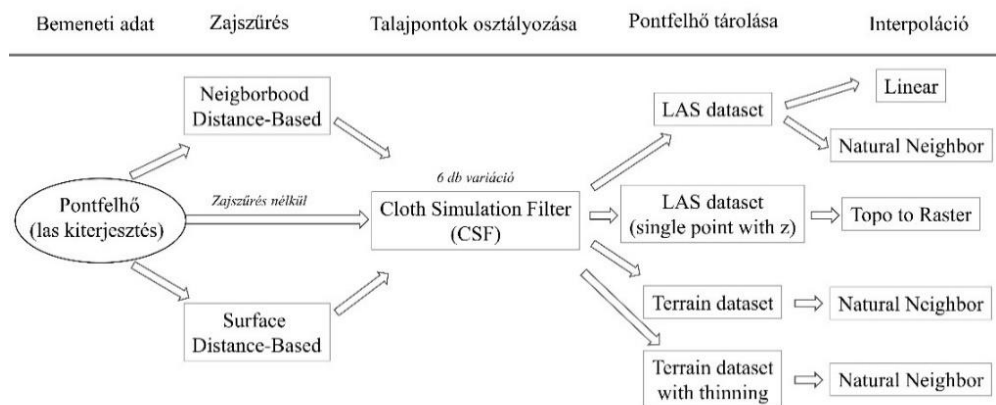 Bemeneti adat
Zajszűrés
Talajpontok osztályozása
Pontfelhő tárolása
Interpoláció
Neigborbood
Distance-Based
Zajszűrés nélkül
Pontfelhő
(las kiterjesztés)
Surface
Distance-Based
6 db variáció
Cloth Simulation Filter
(CSF)
LAS dataset
LAS dataset
(single point with z)
Terrain dataset
Terrain dataset
with thinning
Linear
Natural Neighbor
Topo to Raster
Natural Neighbor
Natural Neighbor